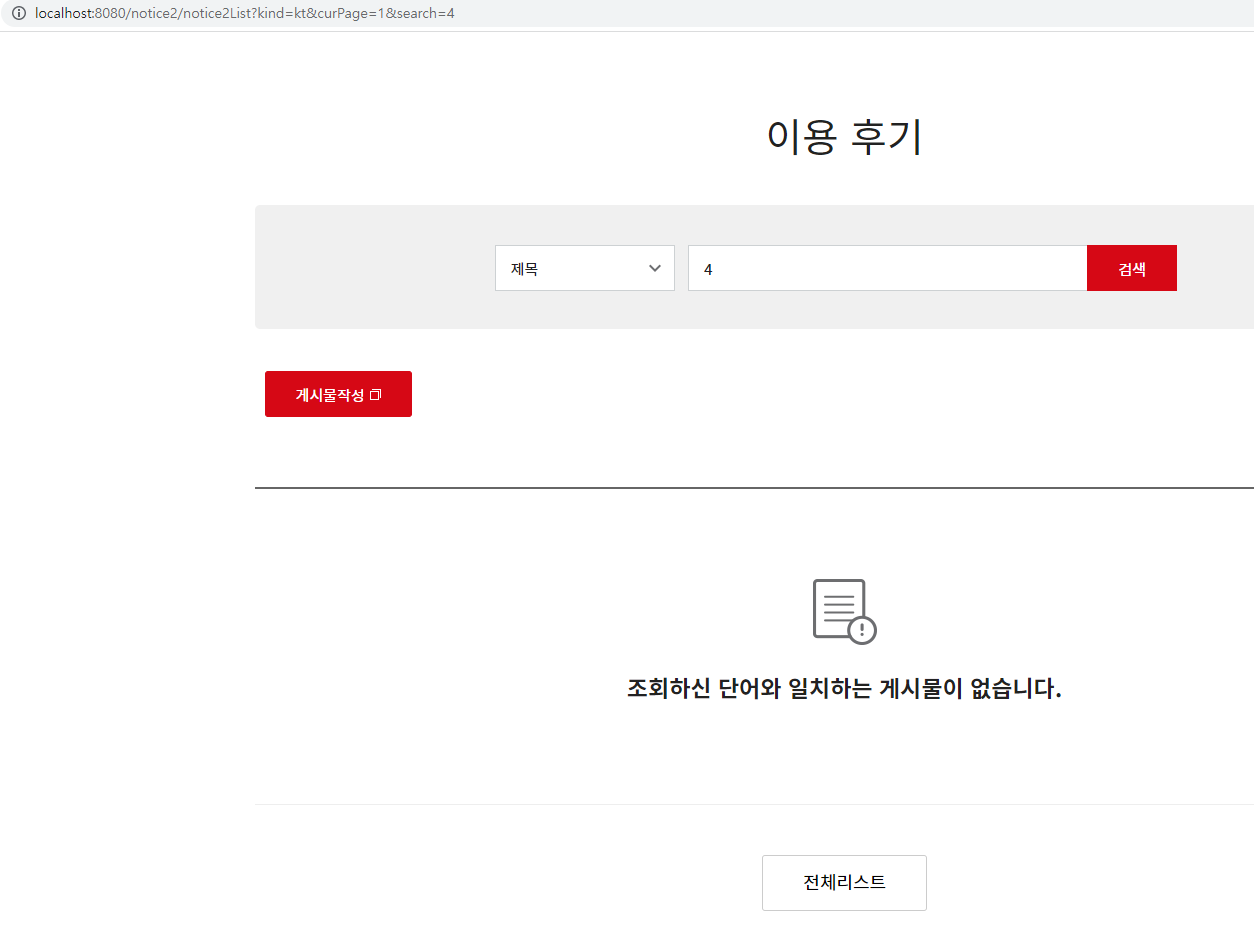 localhost:8080/notice2/notice2List?kind=kt&curPage=1&search=4
이용 후기
제목 4 검색
게시물작성
조회하신 단어와 일치하는 게시물이 없습니다.
전체리스트